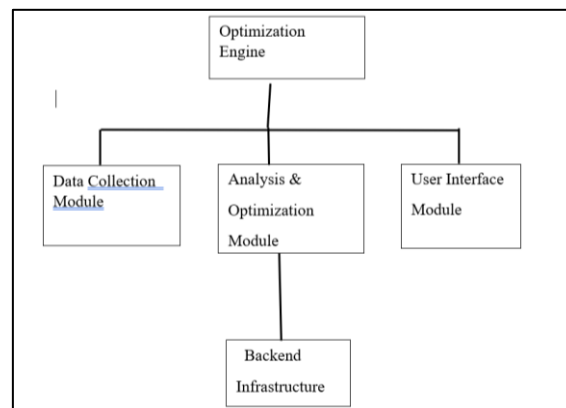 Optimization
Engine
Data Collection
Module
Analysis &
Optimization
Module
User Interface
Module
Backend
Infrastructure